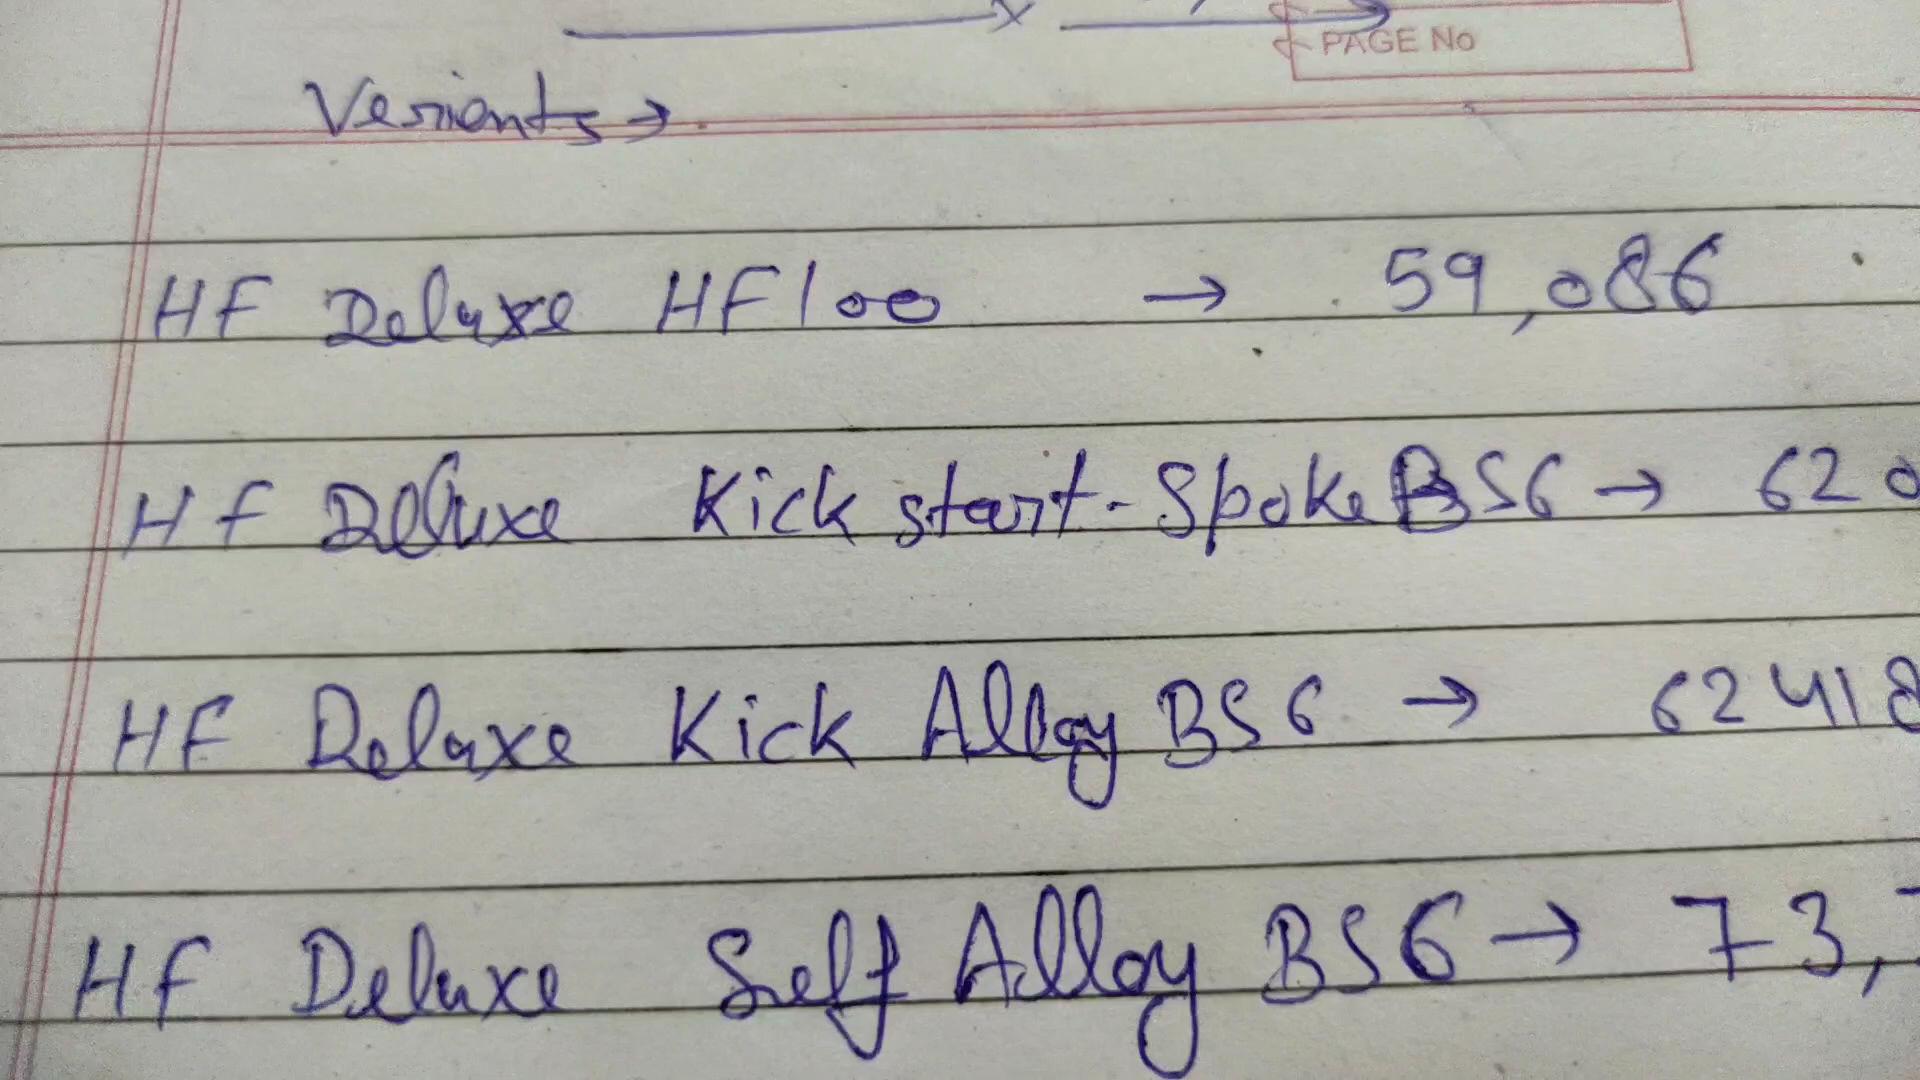 PAGE No
Verients →
HF Deluxe HF100 → 59,086
HF Deluxe Kick start-Spoke BS6 → 620
HF Deluxe Kick Alloy BS6 → 62418
HF Deluxe Self Alloy BS6 → 73,